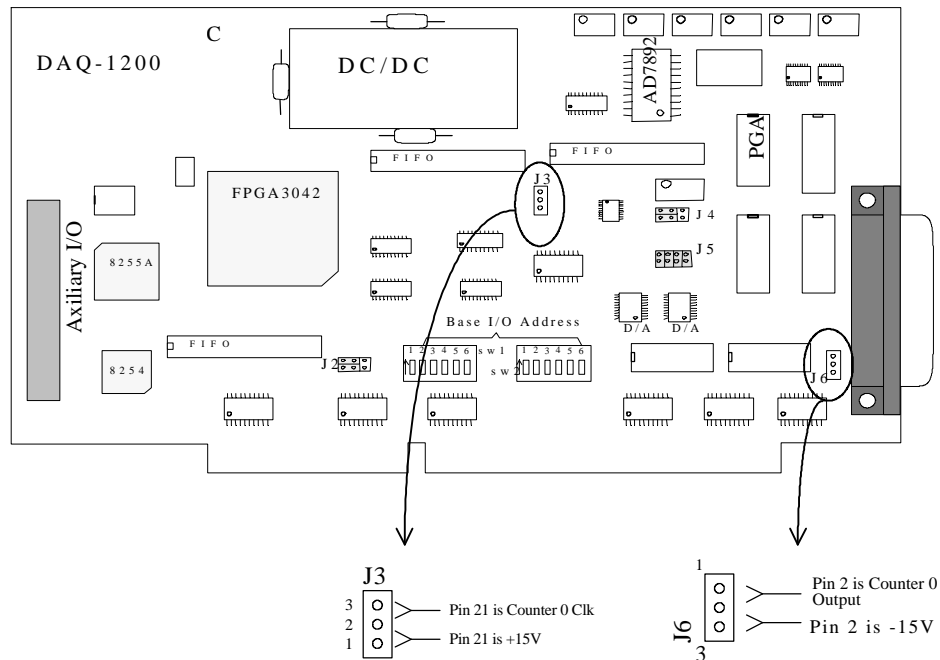 C
DAQ-1200
DC/DC
AD7892
PGA
FIFO
FIFO
J3
FPGA3042
J4
J5
Axiliary I/O
8255A
D/A D/A
Base I/O Address
FIFO
J2
1 2 3 4 5 6
sw1
1 2 3 4 5 6
sw2
8254
J6
J3
3
2
1
Pin 21 is Counter 0 Clk
Pin 21 is +15V
1
J6
3
Pin 2 is Counter 0
Output
Pin 2 is -15V